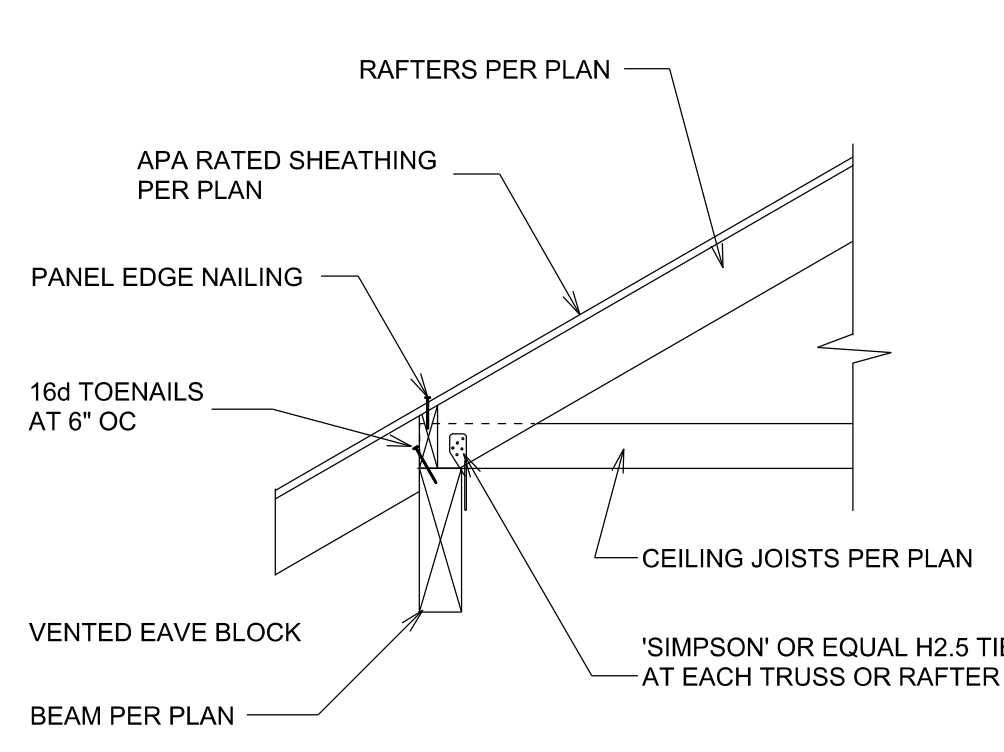 RAFTERS PER PLAN
APA RATED SHEATHING
PER PLAN
PANEL EDGE NAILING
16d TOENAILS
AT 6" OC
CEILING JOISTS PER PLAN
VENTED EAVE BLOCK
'SIMPSON' OR EQUAL H2.5
AT EACH TRUSS OR RAFTER
BEAM PER PLAN